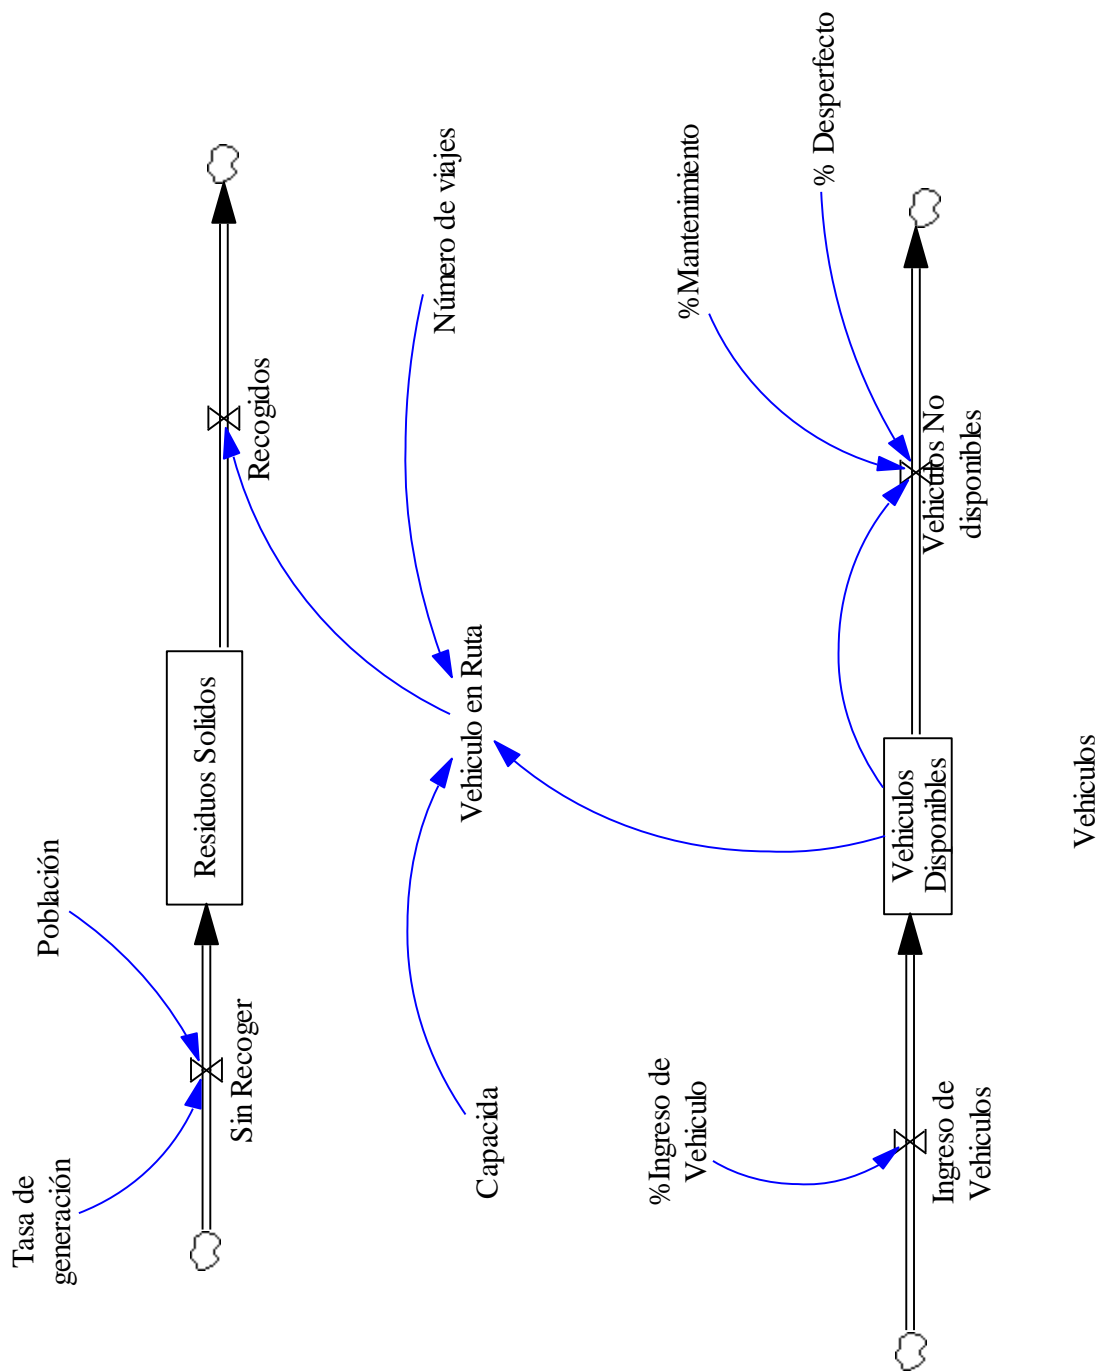 Tasa de
generación
Población
Sin Recoger
Residuos Solidos
Recogidos
Capacida
Vehiculo en Ruta
Número de viajes
%Ingreso de
Vehiculo
%Mantenimiento
% Desperfecto
Ingreso de
Vehiculos
Vehiculos
Disponibles
Vehiculos No
disponibles
Vehiculos